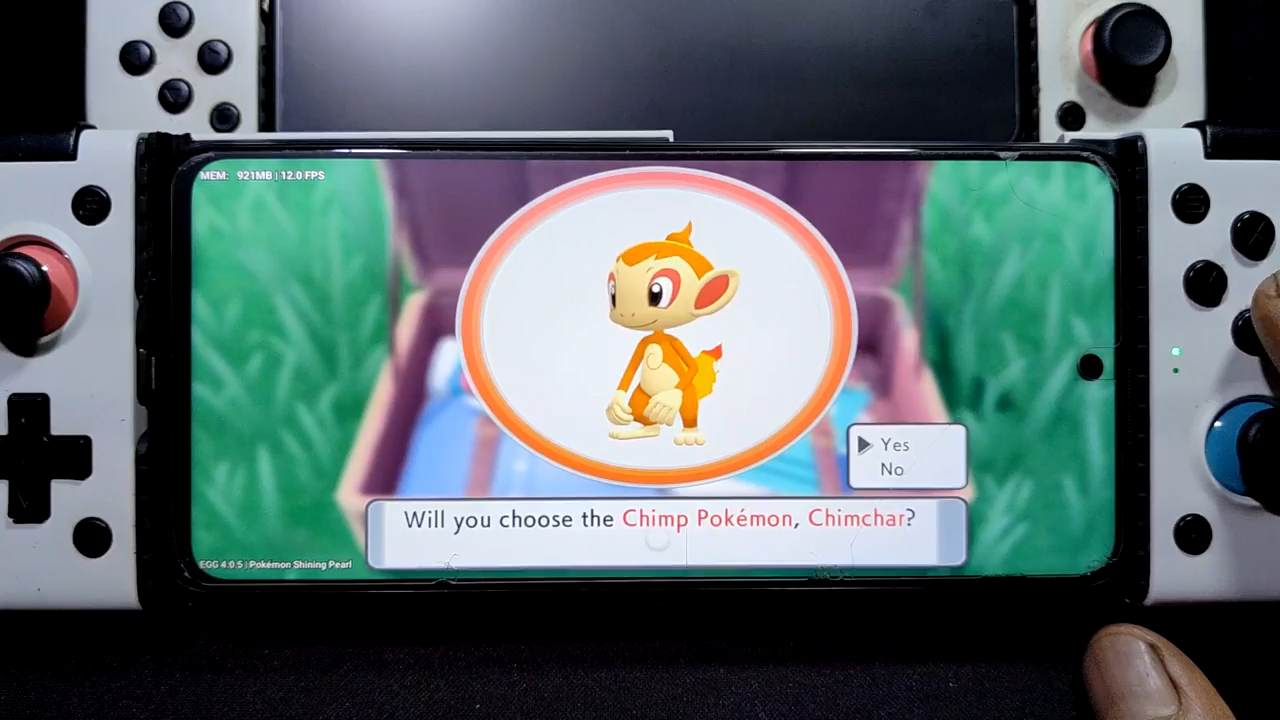 MEM: 921MB | 12.0 FPS
Yes
No
Will you choose the Chimp Pokémon, Chimchar?
EGG 4.0.5 | Pokémon Shining Pearl